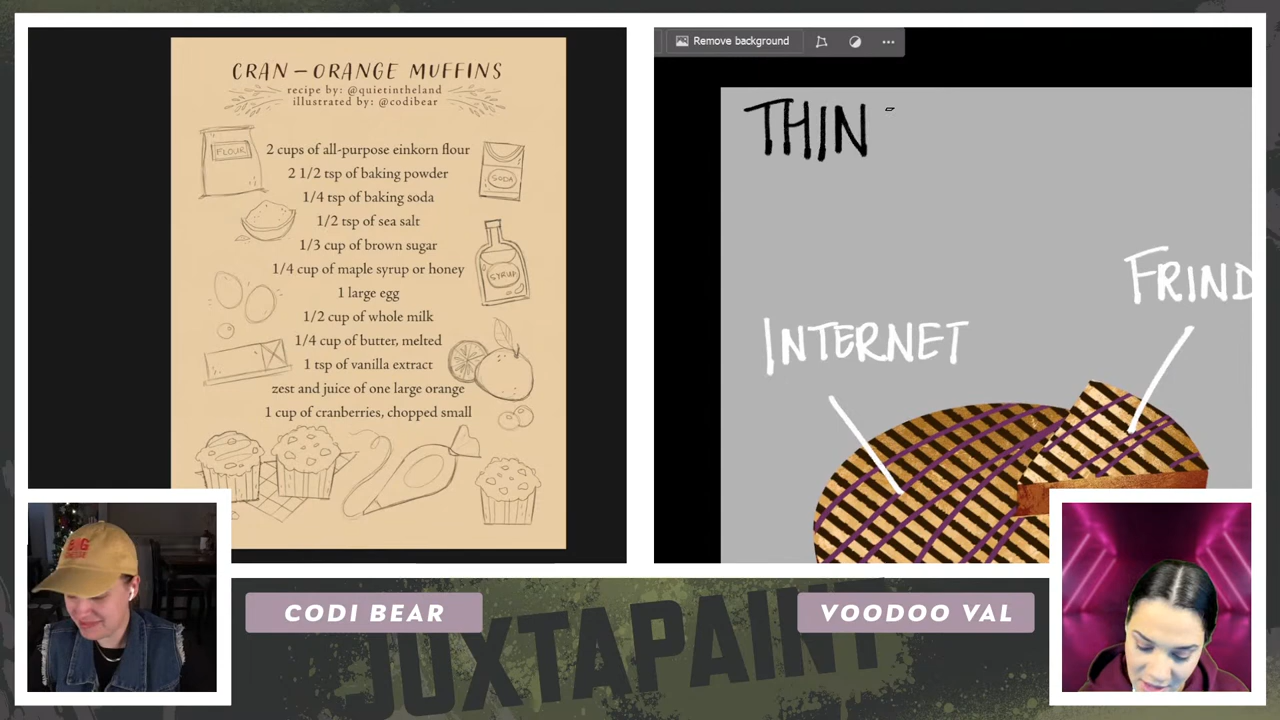 CRAN-ORANGE MUFFINS
recipe by: @quietintheland
illustrated by: @codibear
FLOUR
SODA
2 cups of all-purpose einkorn flour
2 1/2 tsp of baking powder
1/4 tsp of baking soda
1/2 tsp of sea salt
1/3 cup of brown sugar
1/4 cup of maple syrup or honey
SYRUP
1 large egg
1/2 cup of whole milk
1/4 cup of butter, melted
1 tsp of vanilla extract
zest and juice of one large orange
1 cup of cranberries, chopped small
Remove background
THIN
FRIND
INTERNET
CODI BEAR
VOODOO VAL
JUXTAPAINT